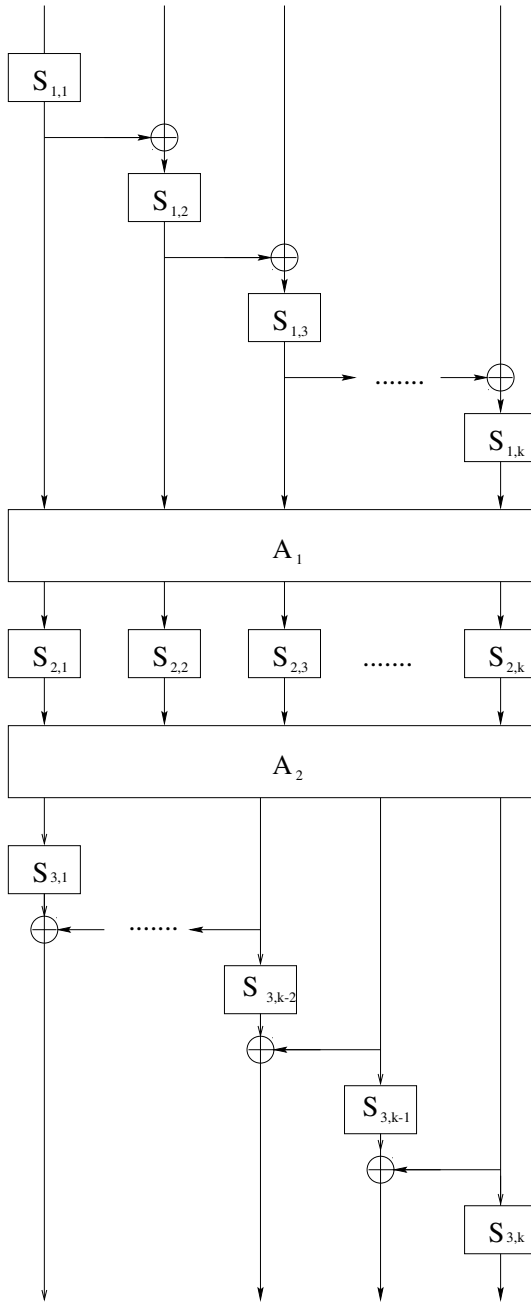 S1,1
S1,2
S1,3
.......
S1,k
A1
S2,1 S2,2 S2,3 ....... S2,k
A2
S3,1
.......
S3,k-2
S3,k-1
S3,k